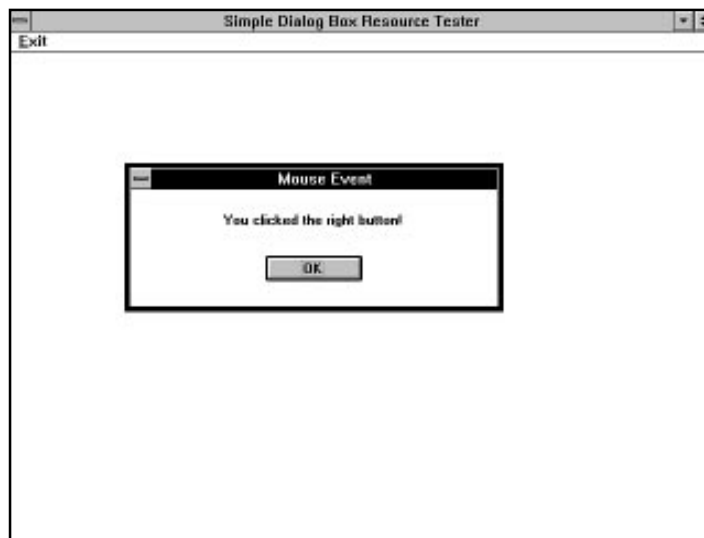 Simple Dialog Box Resource Tester
Exit
Mouse Event
You clicked the right button!
OK